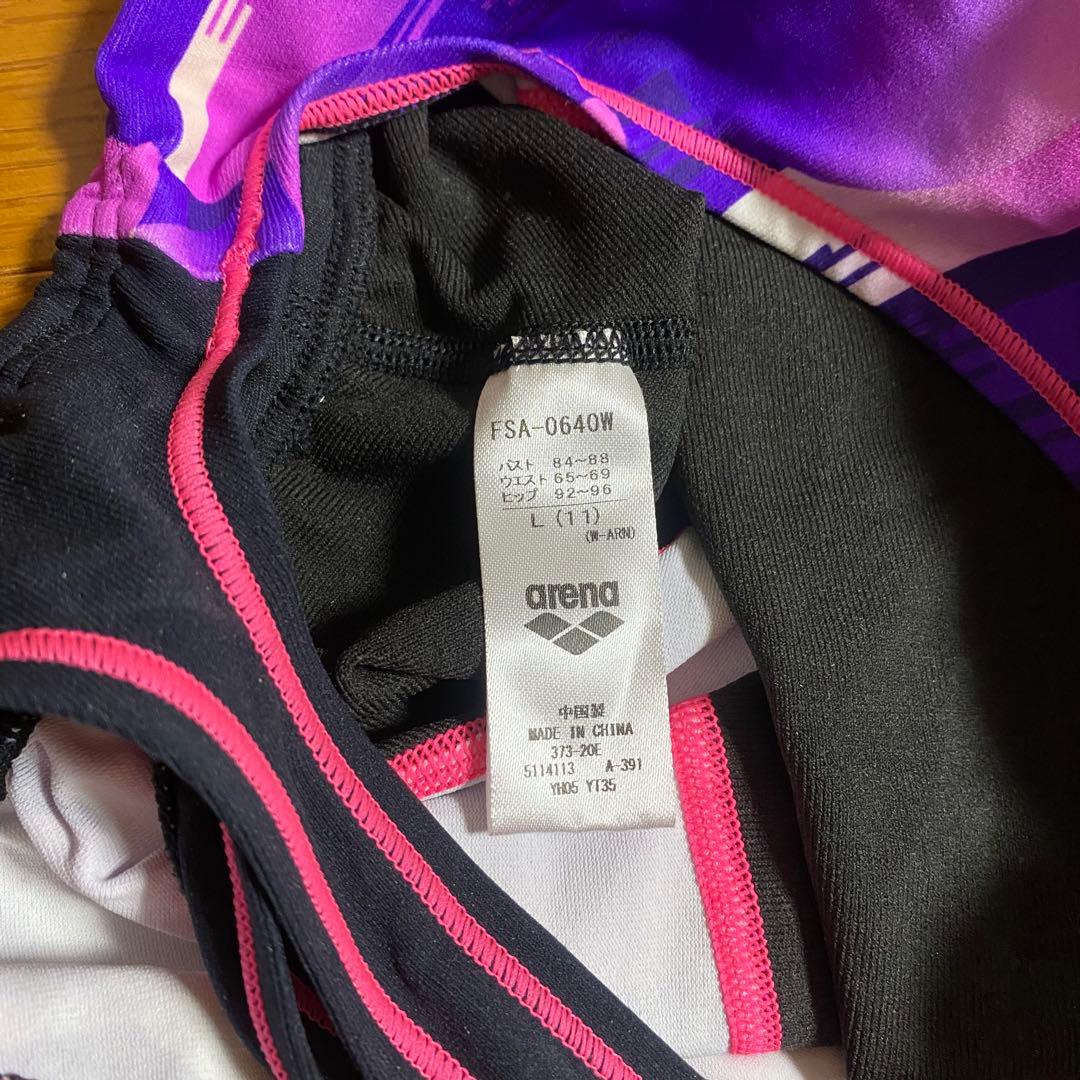 FSA-0640W
バスト 84~88
ウエスト 65~69
ヒップ 92~96
L (11)
(W-ARN)
arena
中国製
MADE IN CHINA
373-20E
5114113 A-391
YH05 YT35